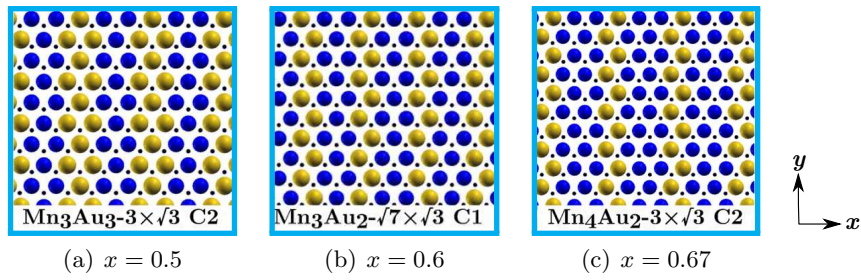 Mn3Au3-3×√3 C2
Mn3Au2-√7×√3 C1
Mn4Au2-3×√3 C2
y
x
(a) x = 0.5
(b) x = 0.6
(c) x = 0.67